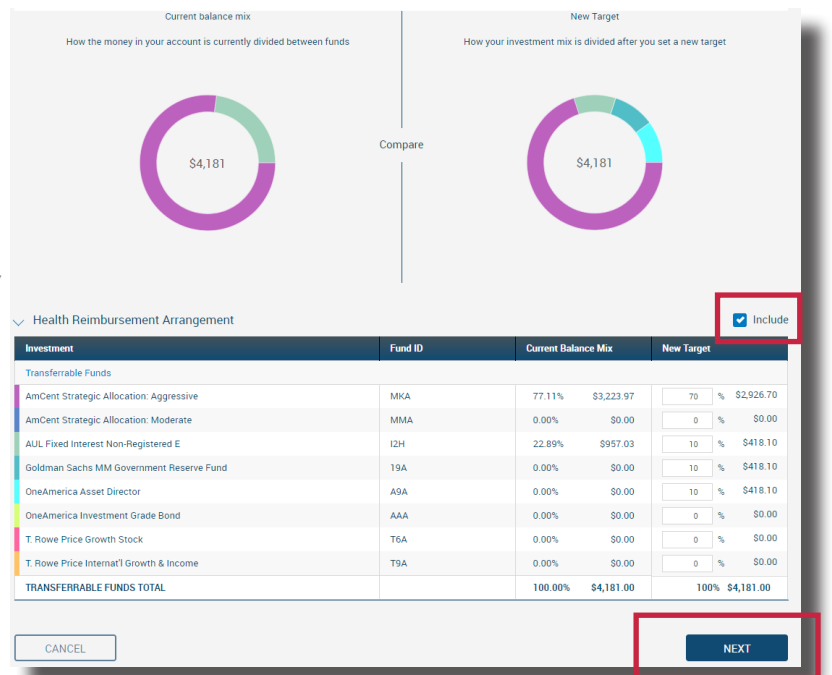 Current balance mix
New Target
How the money in your account is currently divided between funds
How your investment mix is divided after you set a new target
Compare
$4,181
$4,181
Health Reimbursement Arrangement
Include
Investment Fund ID Current Balance Mix New Target
Transferrable Funds
AmCent Strategic Allocation: Aggressive MKA 77.11% $3,223.97 70 % $2,926.70
AmCent Strategic Allocation: Moderate MMA 0.00% $0.00 0 % $0.00
AUL Fixed Interest Non-Registered E I2H 22.89% $957.03 10 % $418.10
Goldman Sachs MM Government Reserve Fund 19A 0.00% $0.00 10 % $418.10
OneAmerica Asset Director A9A 0.00% $0.00 10 % $418.10
OneAmerica Investment Grade Bond AAA 0.00% $0.00 0 % $0.00
T. Rowe Price Growth Stock T6A 0.00% $0.00 0 % $0.00
T. Rowe Price Internat'l Growth & Income T9A 0.00% $0.00 0 % $0.00
TRANSFERRABLE FUNDS TOTAL 100.00% $4,181.00 100% $4,181.00
CANCEL
NEXT